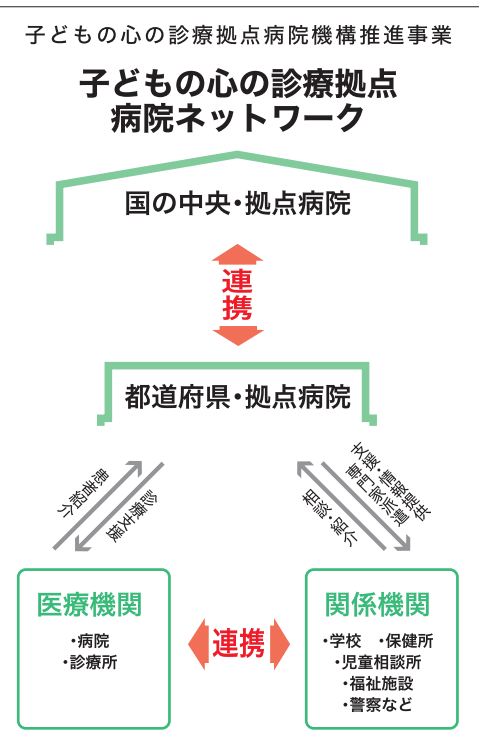 子どもの心の診療拠点病院機構推進事業
子どもの心の診療拠点
病院ネットワーク
国の中央・拠点病院
連携
都道府県・拠点病院
患者紹介
診療支援
相談・紹介
支援・情報提供
専門家派遣
医療機関
・病院
・診療所
連携
関係機関
・学校 ・保健所
・児童相談所
・福祉施設
・警察など